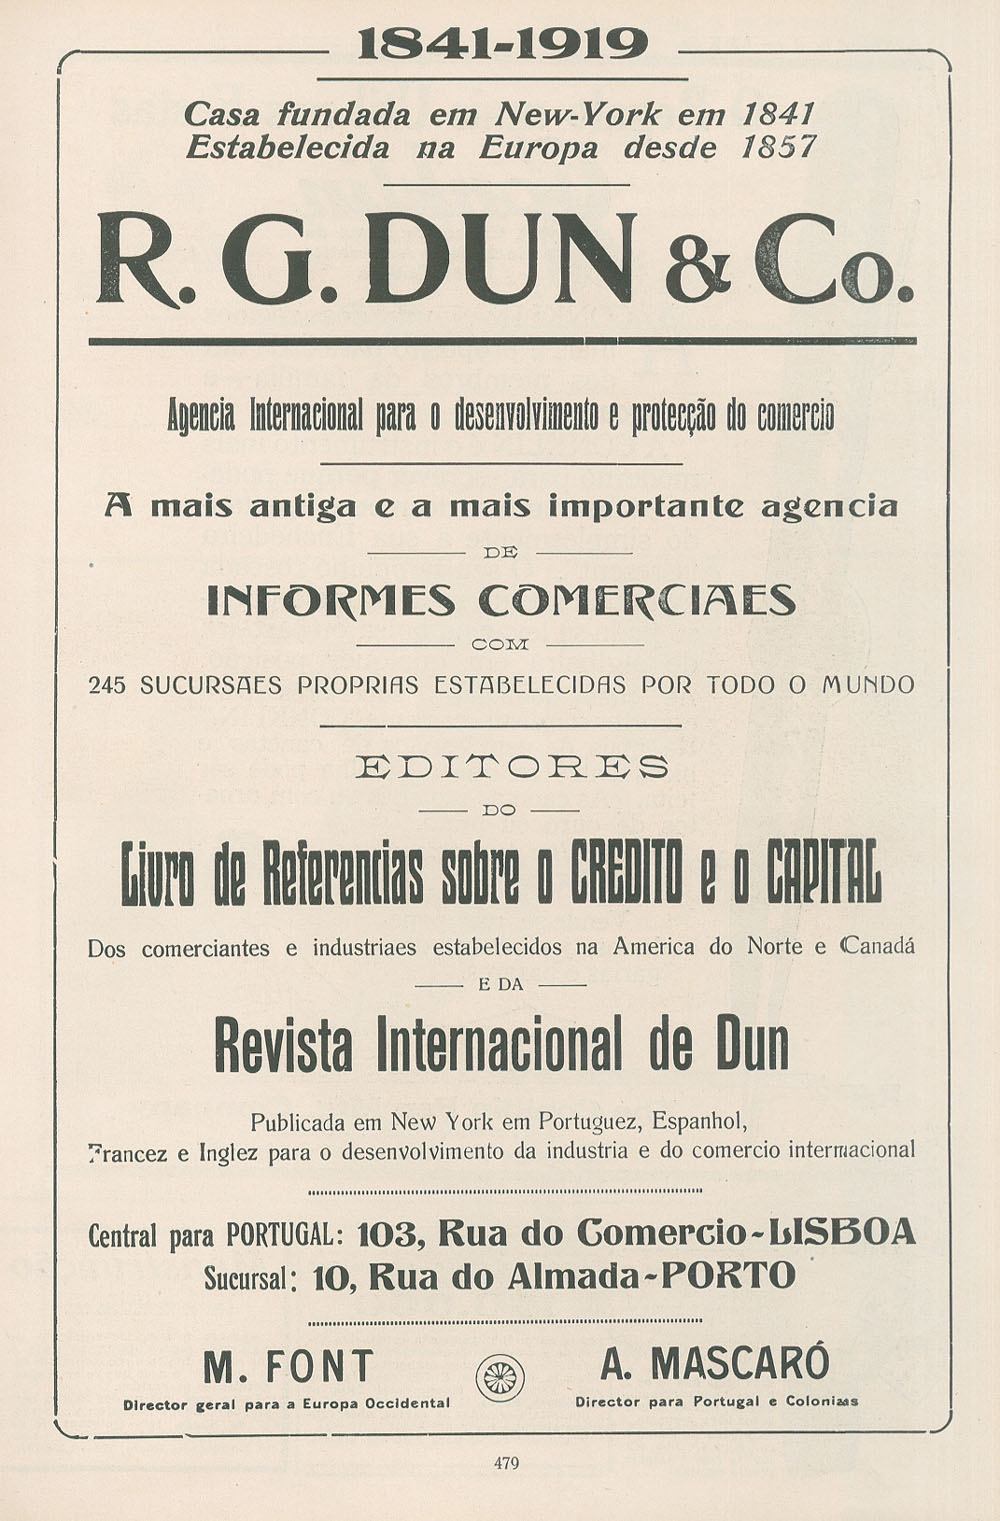 1841-1919
Casa fundada em New-York em 1841
Estabelecida na Europa desde 1857
R. G. DUN & Co.
Agencia Internacional para o desenvolvimento e protecção do comercio
A mais antiga e a mais importante agencia
DE
INFORMES COMERCIAES
COM
245 SUCURSAES PROPRIAS ESTABELECIDAS POR TODO O MUNDO
EDITORES
DO
Livro de Referencias sobre o CREDITO e o CAPITAL
Dos comerciantes e industriaes estabelecidos na America do Norte e Canadá
E DA
Revista Internacional de Dun
Publicada em New York em Portuguez, Espanhol,
Francez e Inglez para o desenvolvimento da industria e do comercio internacional
Central para PORTUGAL: 103, Rua do Comercio-LISBOA
Sucursal: 10, Rua do Almada-PORTO
M. FONT
Director geral para a Europa Occidental
A. MASCARÓ
Director para Portugal e Colonias
479